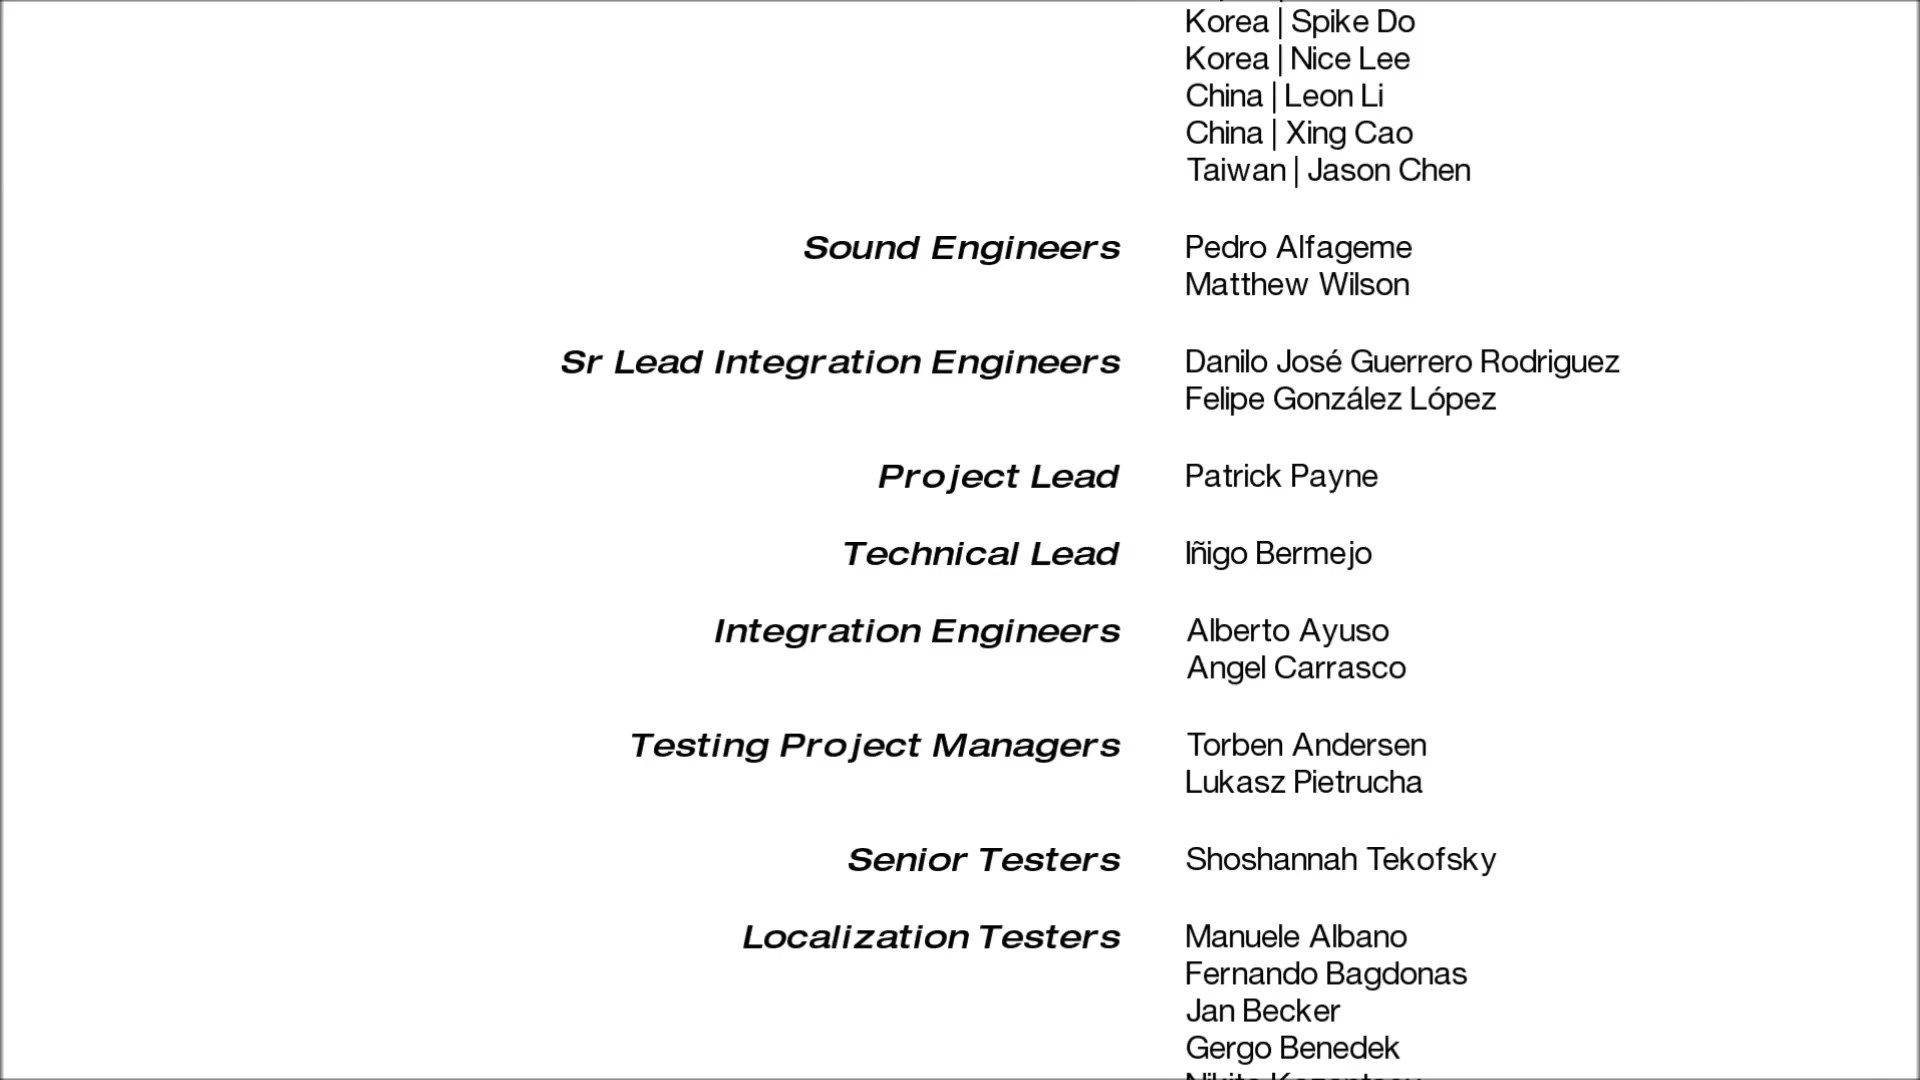 Korea | Spike Do
Korea | Nice Lee
China | Leon Li
China | Xing Cao
Taiwan | Jason Chen
Sound Engineers Pedro Alfageme
Matthew Wilson
Sr Lead Integration Engineers Danilo José Guerrero Rodriguez
Felipe González López
Project Lead Patrick Payne
Technical Lead Iñigo Bermejo
Integration Engineers Alberto Ayuso
Angel Carrasco
Testing Project Managers Torben Andersen
Lukasz Pietrucha
Senior Testers Shoshannah Tekofsky
Localization Testers Manuele Albano
Fernando Bagdonas
Jan Becker
Gergo Benedek